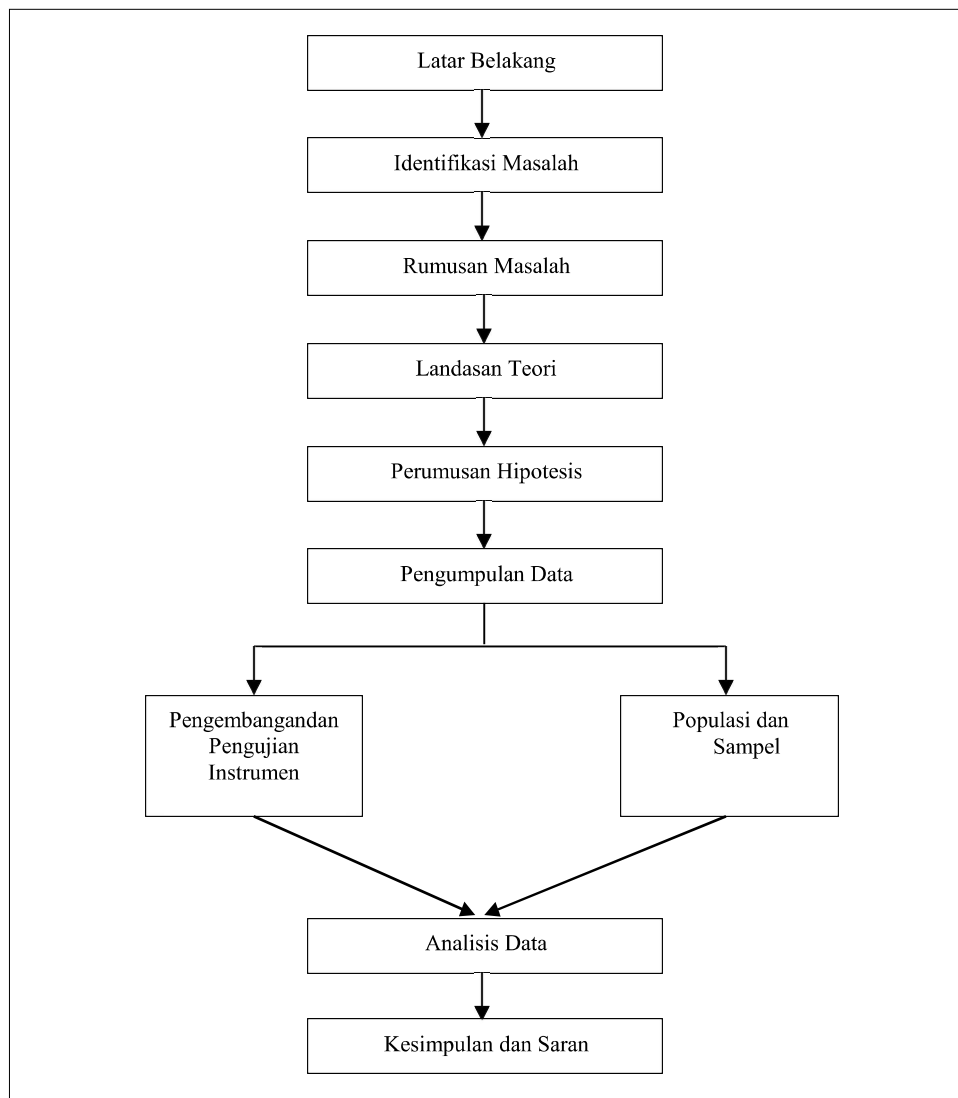 Latar Belakang
Identifikasi Masalah
Rumusan Masalah
Landasan Teori
Perumusan Hipotesis
Pengumpulan Data
Pengembangandan
Pengujian
Instrumen
Populasi dan
Sampel
Analisis Data
Kesimpulan dan Saran